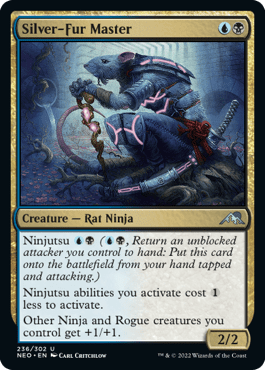 Silver-Fur Master
Creature — Rat Ninja
Ninjutsu (, Return an unblocked
attacker you control to hand: Put this card
onto the battlefield from your hand tapped
and attacking.)
Ninjutsu abilities you activate cost 1
less to activate.
Other Ninja and Rogue creatures you
control get +1/+1.
2/2
236/302 U
NEO • EN Carl Critchlow
™ & © 2022 Wizards of the Coast